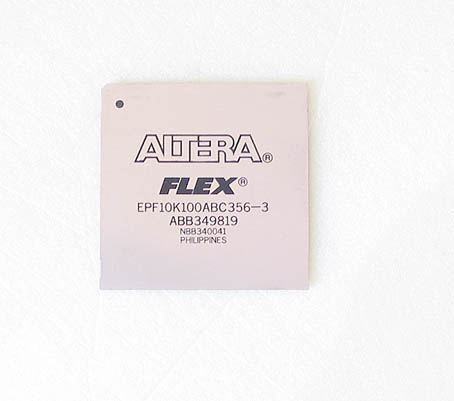 ALTERA®
FLEX®
EPF10K100ABC356-3
ABB349819
NBB340041
PHILIPPINES